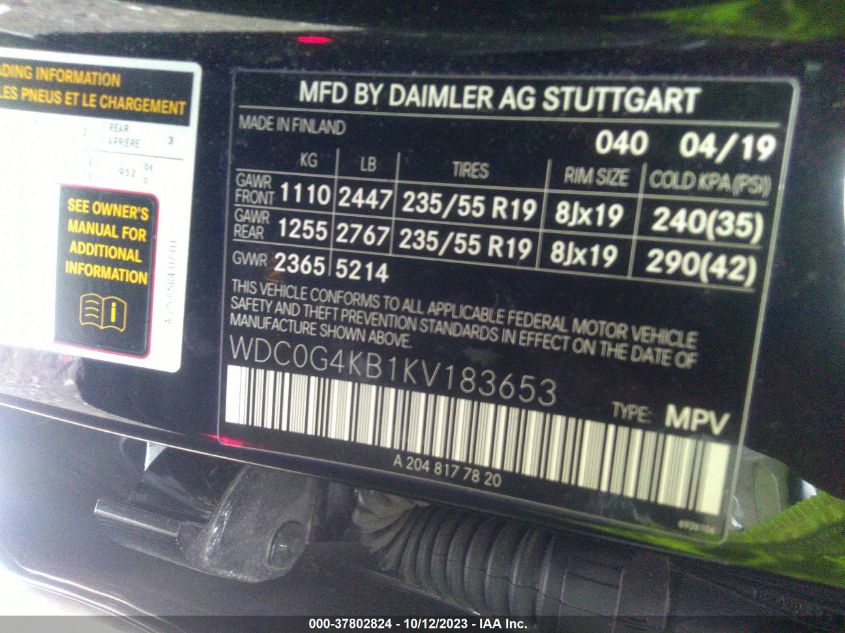 ADING INFORMATION
LES PNEUS ET LE CHARGEMENT
REAR 3
ARRIÈRE
952
SEE OWNER'S
MANUAL FOR
ADDITIONAL
INFORMATION
MFD BY DAIMLER AG STUTTGART
MADE IN FINLAND
040 04/19
KG LB TIRES RIM SIZE COLD KPA(PSI)
GAWR FRONT 1110 2447 235/55 R19 8Jx19 240(35)
GAWR REAR 1255 2767 235/55 R19 8Jx19 290(42)
GVWR 2365 5214
THIS VEHICLE CONFORMS TO ALL APPLICABLE FEDERAL MOTOR VEHICLE
SAFETY AND THEFT PREVENTION STANDARDS IN EFFECT ON THE DATE OF
MANUFACTURE SHOWN ABOVE.
WDC0G4KB1KV183653
TYPE: MPV
A 204 817 78 20
000-37802824 - 10/12/2023 - IAA Inc.